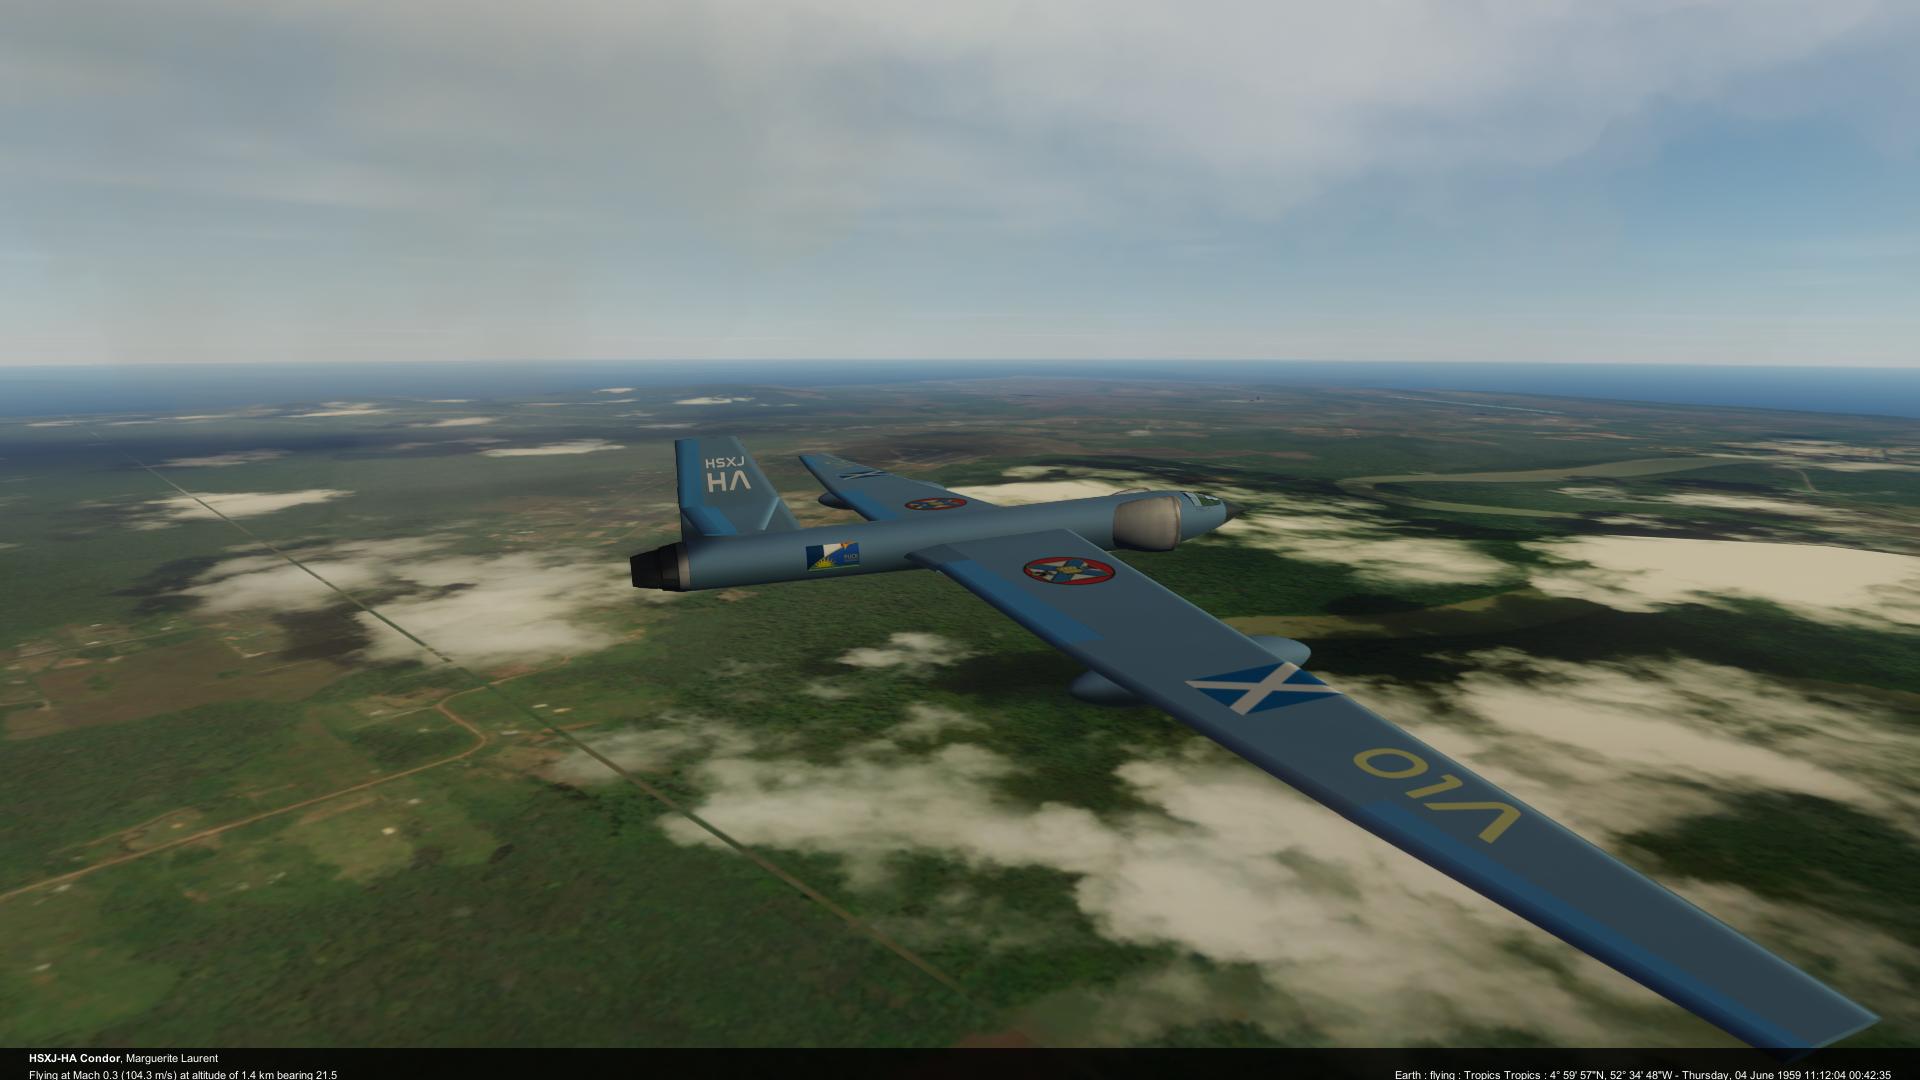 HSXJ
HA
V10
HSXJ-HA Condor, Marguerite Laurent
Flying at Mach 0.3 (104.3 m/s) at altitude of 1.4 km bearing 21.5
Earth : flying : Tropics Tropics : 4° 59' 57"N, 52° 34' 48"W - Thursday, 04 June 1959 11:12:04 00:42:35